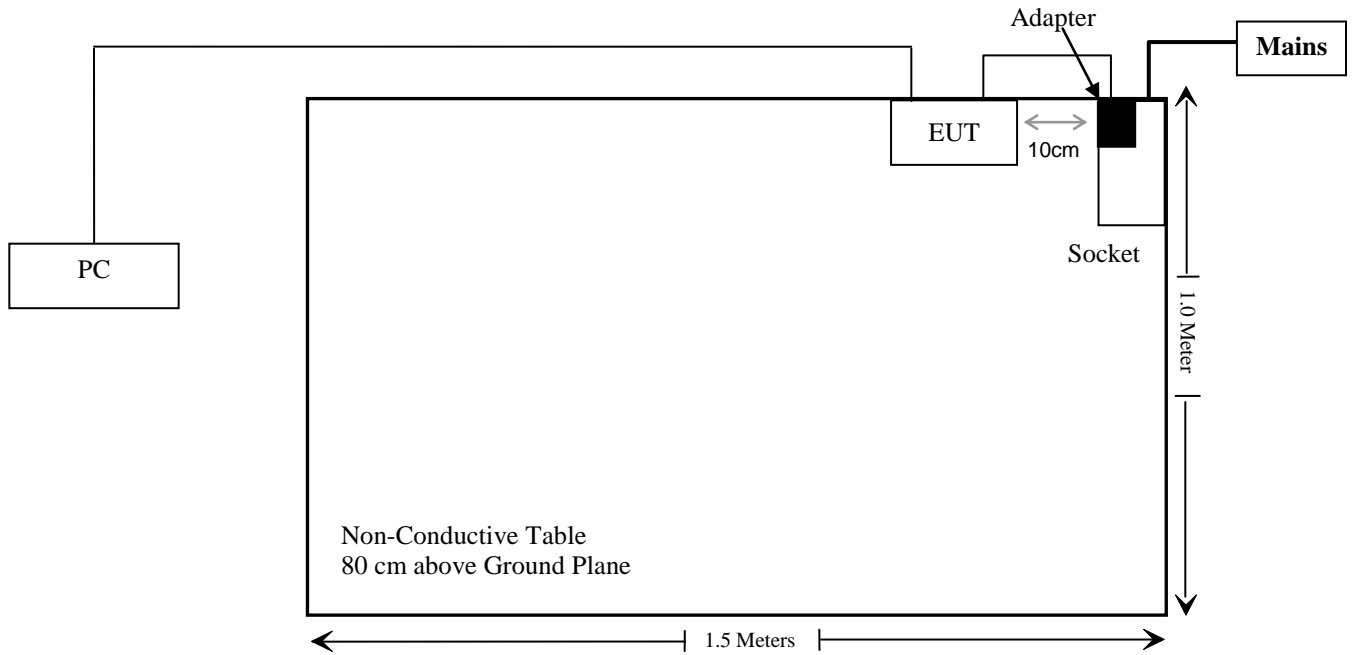 Adapter
Mains
EUT
10cm
Socket
PC
1.0 Meter
Non-Conductive Table
80 cm above Ground Plane
1.5 Meters